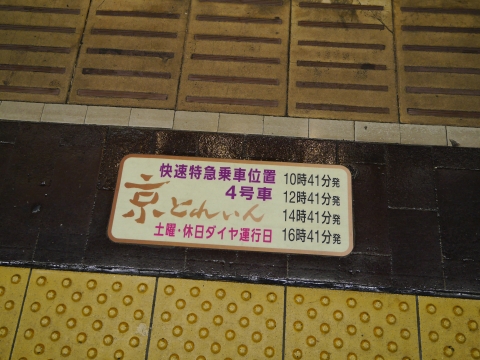 快速特急乗車位置
4号車
京とれいん
土曜・休日ダイヤ運行日
10時41分発
12時41分発
14時41分発
16時41分発